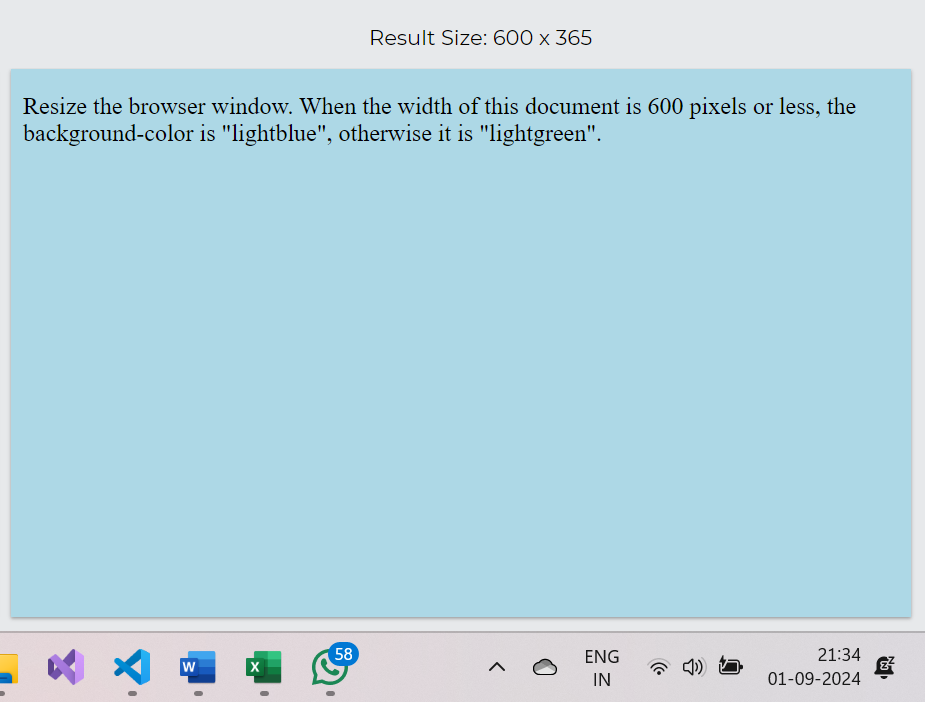 Result Size: 600 x 365
Resize the browser window. When the width of this document is 600 pixels or less, the
background-color is "lightblue", otherwise it is "lightgreen".
W
X
58
ENG
IN
21:34
01-09-2024